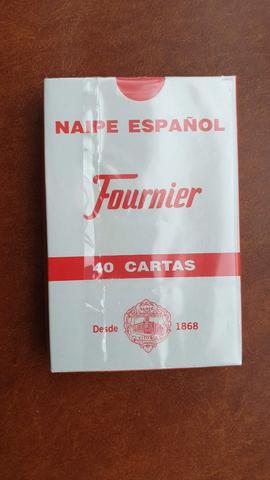 NAIPE ESPAÑOL
Fournier
40 CARTAS
Desde 1868